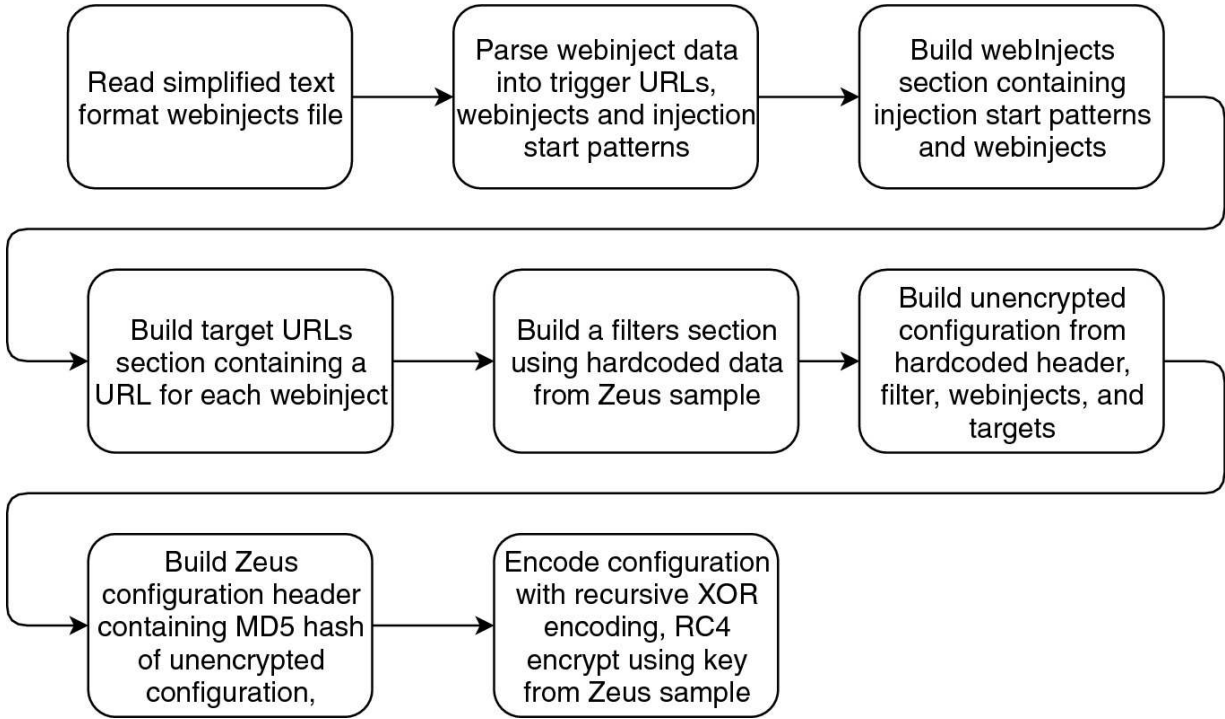 Read simplified text
format webinjects file
Parse webinject data
into trigger URLs,
webinjects and injection
start patterns
Build webInjects
section containing
injection start patterns
and webinjects
Build target URLs
section containing a
URL for each webinject
Build a filters section
using hardcoded data
from Zeus sample
Build unencrypted
configuration from
hardcoded header,
filter, webinjects, and
targets
Build Zeus
configuration header
containing MD5 hash
of unencrypted
configuration,
Encode configuration
with recursive XOR
encoding, RC4
encrypt using key
from Zeus sample